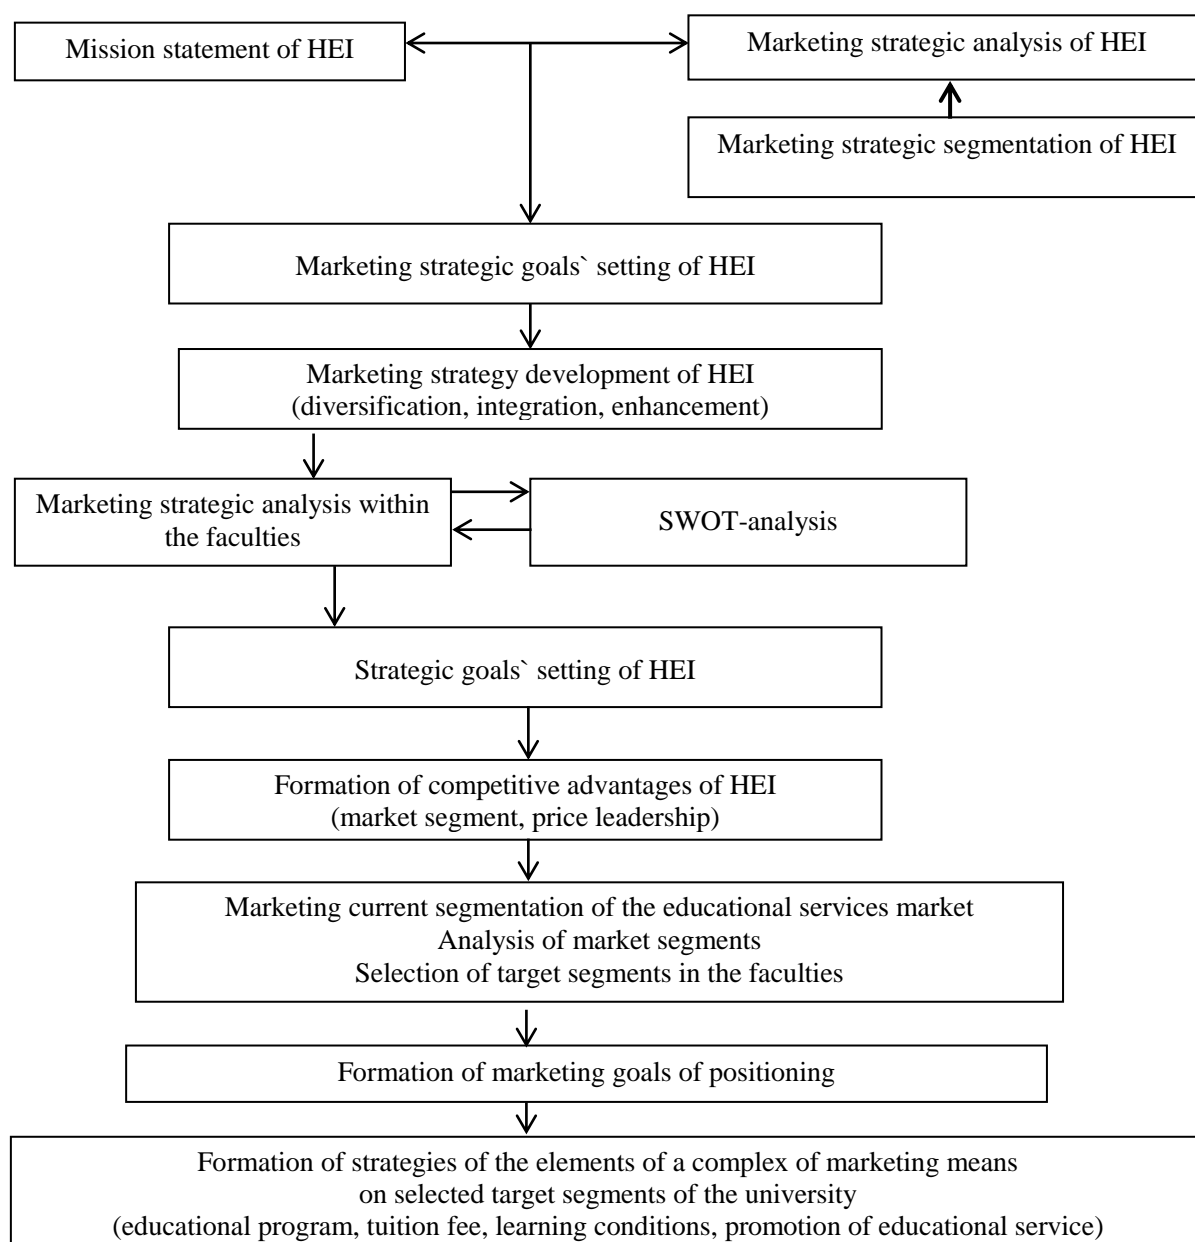 Mission statement of HEI
Marketing strategic analysis of HEI
Marketing strategic segmentation of HEI
Marketing strategic goals` setting of HEI
Marketing strategy development of HEI
(diversification, integration, enhancement)
Marketing strategic analysis within
the faculties
SWOT-analysis
Strategic goals` setting of HEI
Formation of competitive advantages of HEI
(market segment, price leadership)
Marketing current segmentation of the educational services market
Analysis of market segments
Selection of target segments in the faculties
Formation of marketing goals of positioning
Formation of strategies of the elements of a complex of marketing means
on selected target segments of the university
(educational program, tuition fee, learning conditions, promotion of educational service)